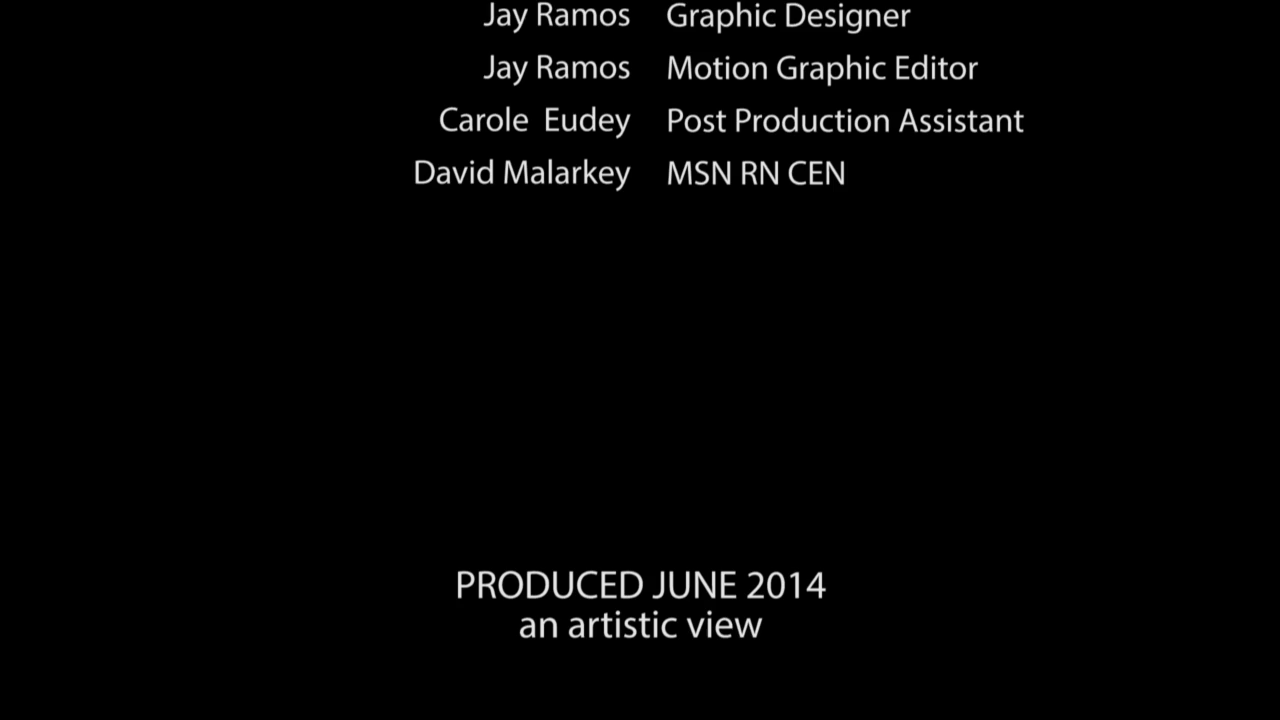 Jay Ramos Graphic Designer
Jay Ramos Motion Graphic Editor
Carole Eudey Post Production Assistant
David Malarkey MSN RN CEN
PRODUCED JUNE 2014
an artistic view